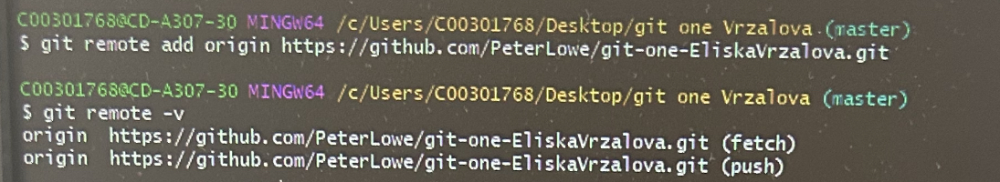 C00301768@CD-A307-30 MINGW64 /c/Users/C00301768/Desktop/git one Vrzalova (master)
$ git remote add origin https://github.com/PeterLowe/git-one-EliskaVrzalova.git
C00301768@CD-A307-30 MINGW64 /c/Users/C00301768/Desktop/git one Vrzalova (master)
$ git remote -v
origin  https://github.com/PeterLowe/git-one-EliskaVrzalova.git (fetch)
origin  https://github.com/PeterLowe/git-one-EliskaVrzalova.git (push)